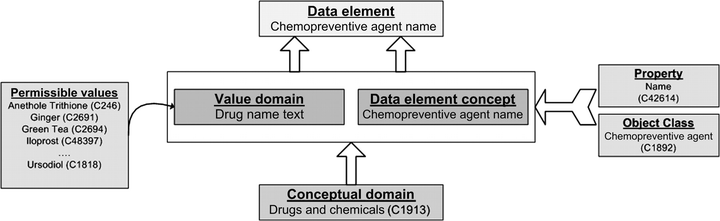 Data element
Chemopreventive agent name
Permissible values
Anethole Trithione (C246)
Ginger (C2691)
Green Tea (C2694)
Iloprost (C48397)
....
Ursodiol (C1818)
Value domain
Drug name text
Data element concept
Chemopreventive agent name
Property
Name
(C42614)
Object Class
Chemopreventive agent
(C1892)
Conceptual domain
Drugs and chemicals (C1913)